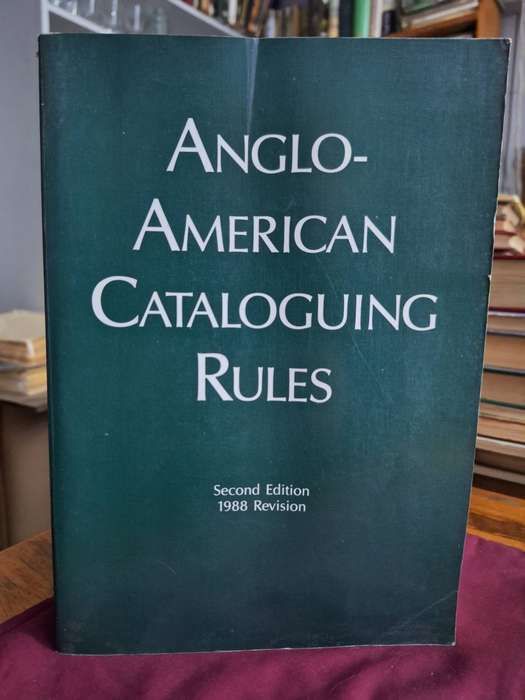 ANGLO-
AMERICAN
CATALOGUING
RULES
Second Edition
1988 Revision